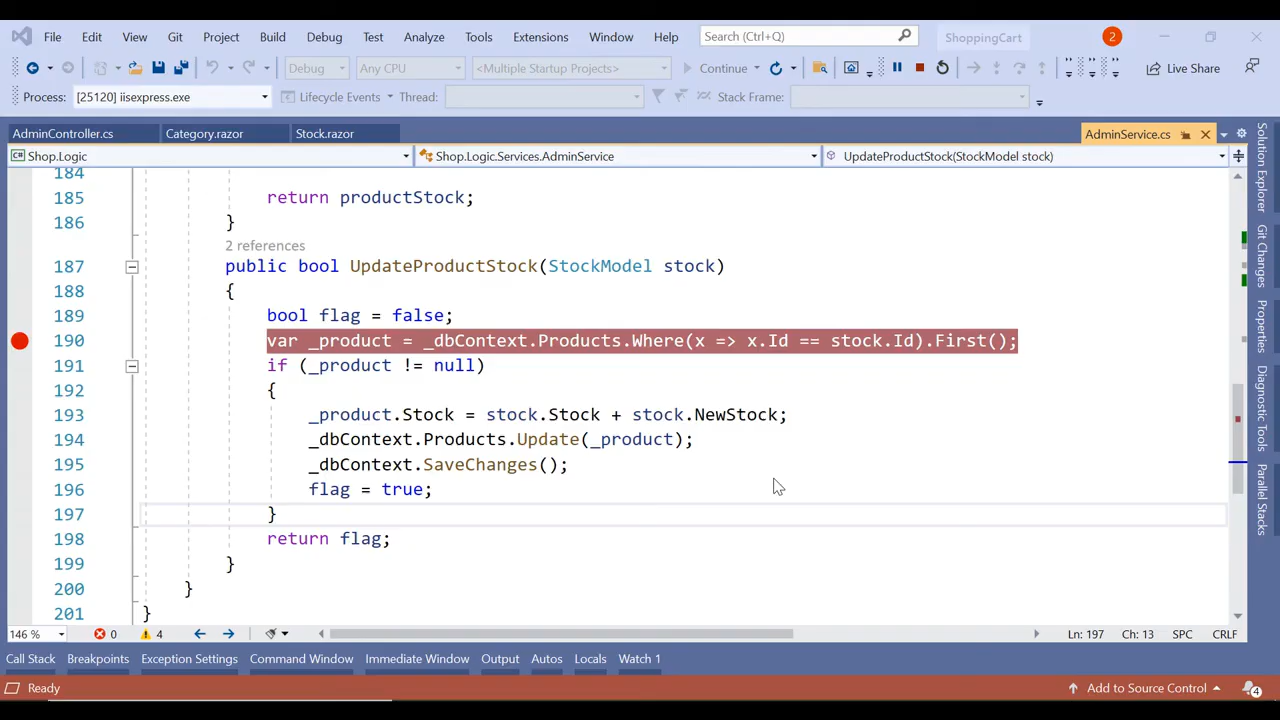 File Edit View Git Project Build Debug Test Analyze Tools Extensions Window Help Search (Ctrl+Q) ShoppingCart 2
Debug Any CPU <Multiple Startup Projects> Continue Live Share
Process: [25120] iisexpress.exe Lifecycle Events Thread: Stack Frame:
AdminController.cs Category.razor Stock.razor AdminService.cs
C# Shop.Logic Shop.Logic.Services.AdminService UpdateProductStock(StockModel stock)
184
185 return productStock;
186 }
2 references
187 public bool UpdateProductStock(StockModel stock)
188 {
189 bool flag = false;
190 var _product = _dbContext.Products.Where(x => x.Id == stock.Id).First();
191 if (_product != null)
192 {
193 _product.Stock = stock.Stock + stock.NewStock;
194 _dbContext.Products.Update(_product);
195 _dbContext.SaveChanges();
196 flag = true;
197 }
198 return flag;
199 }
200 }
201 }
146 % 0 4 Ln: 197 Ch: 13 SPC CRLF
Call Stack Breakpoints Exception Settings Command Window Immediate Window Output Autos Locals Watch 1
Ready Add to Source Control 4
Solution Explorer
Git Changes
Properties
Diagnostic Tools
Parallel Stacks